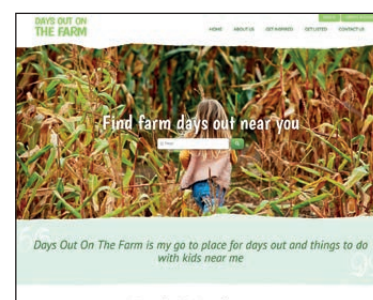 DAYS OUT ON
THE FARM
HOME ABOUT US GET INSPIRED GET LISTED CONTACT US
Find farm days out near you
Days Out On The Farm is my go to place for days out and things to do
with kids near me